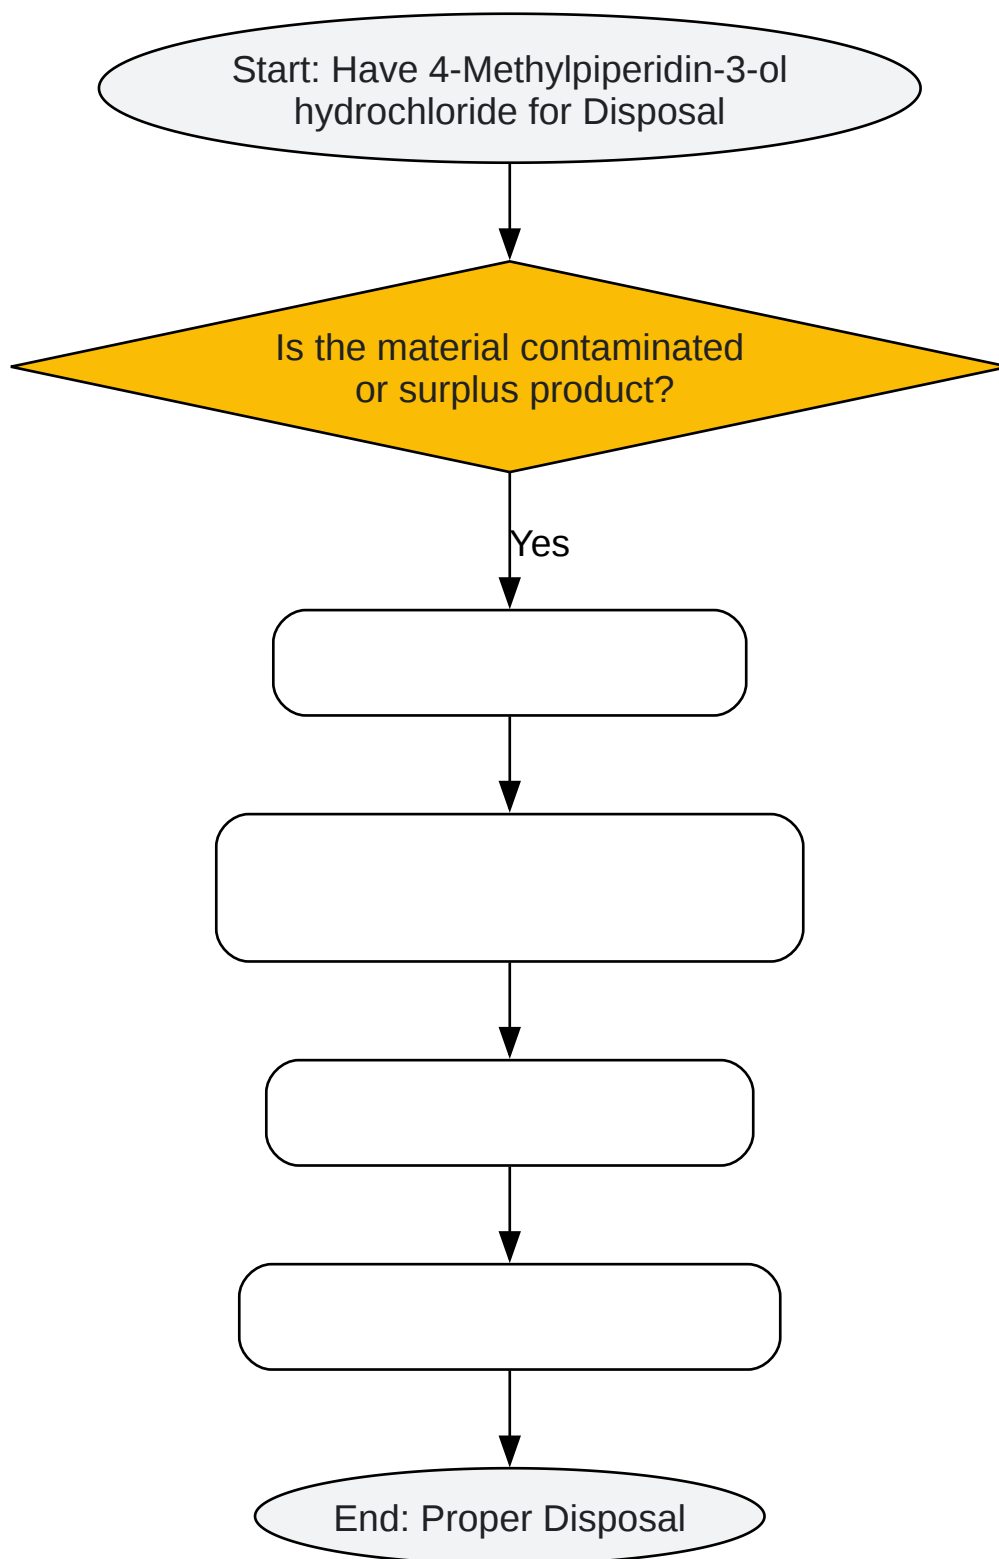 Start: Have 4-Methylpiperidin-3-ol
hydrochloride for Disposal
Is the material contaminated
or surplus product?
Yes
End: Proper Disposal